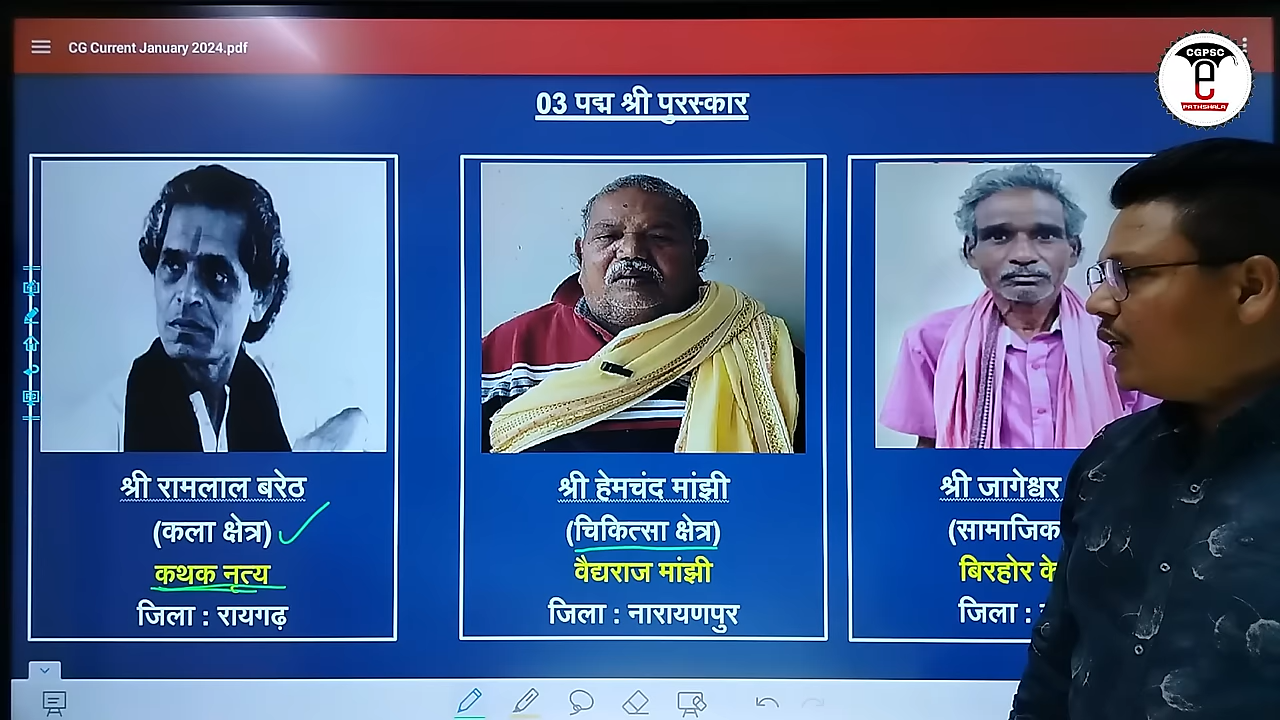 CG Current January 2024.pdf
CGPSC
e
PATHSHALA
03 पद्म श्री पुरस्कार
श्री रामलाल बरेठ
(कला क्षेत्र)
कथक नृत्य
जिला : रायगढ़
श्री हेमचंद मांझी
(चिकित्सा क्षेत्र)
वैद्यराज मांझी
जिला : नारायणपुर
श्री जागेश्वर
(सामाजिक
बिरहोर के
जिला :